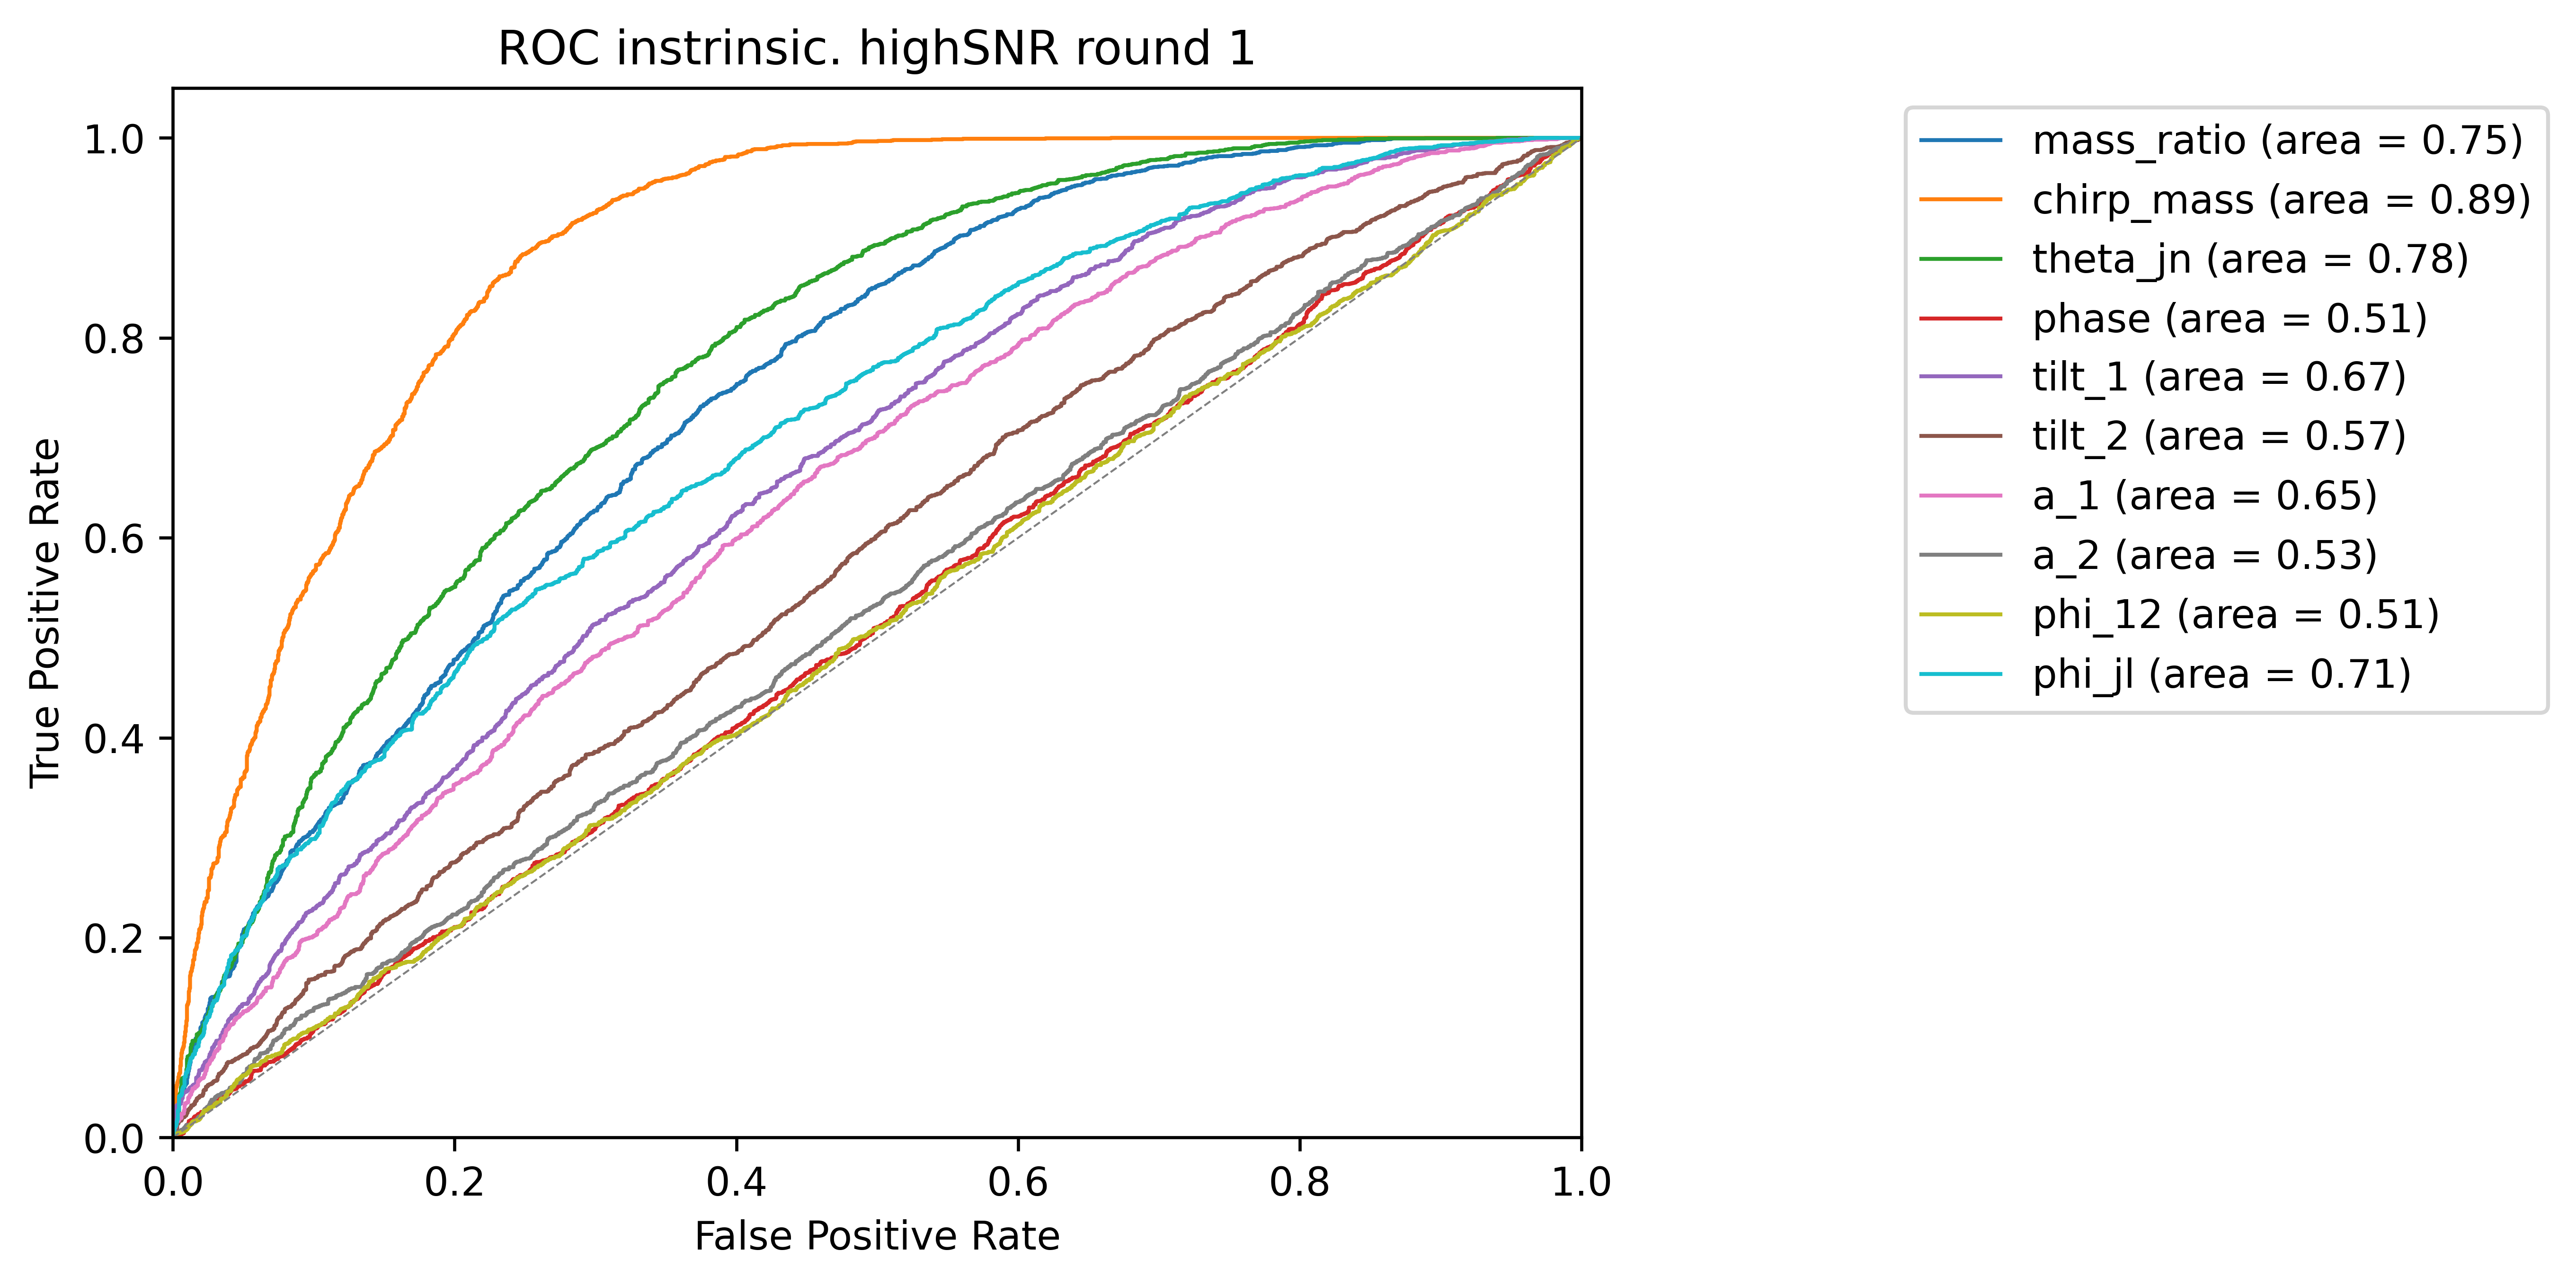 ROC instrinsic. highSNR round 1
True Positive Rate
1.0
0.8
0.6
0.4
0.2
0.0
0.0 0.2 0.4 0.6 0.8 1.0
False Positive Rate
mass_ratio (area = 0.75)
chirp_mass (area = 0.89)
theta_jn (area = 0.78)
phase (area = 0.51)
tilt_1 (area = 0.67)
tilt_2 (area = 0.57)
a_1 (area = 0.65)
a_2 (area = 0.53)
phi_12 (area = 0.51)
phi_jl (area = 0.71)